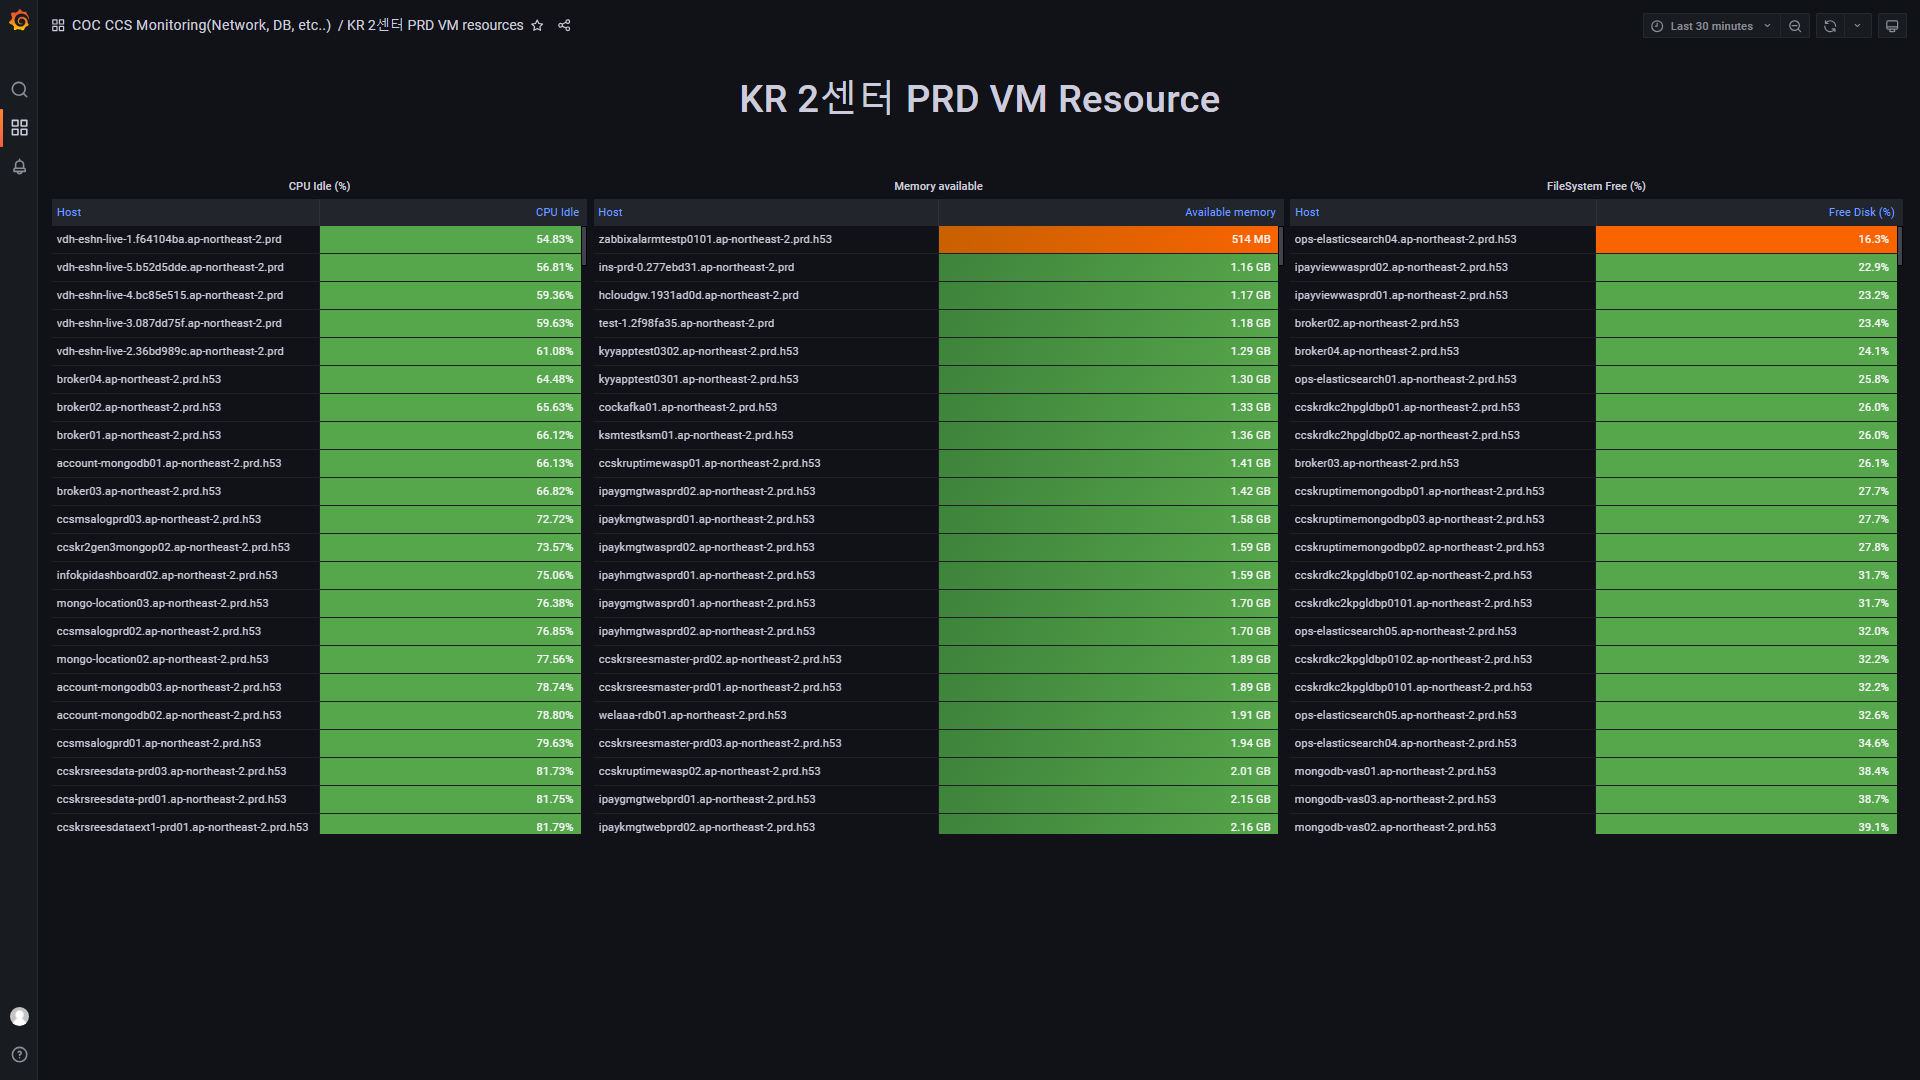 COC CCS Monitoring(Network, DB, etc..) / KR 2센터 PRD VM resources
Last 30 minutes
KR 2센터 PRD VM Resource
CPU Idle (%)
Host CPU Idle
vdh-eshn-live-1.f64104ba.ap-northeast-2.prd 54.83%
vdh-eshn-live-5.b52d5dde.ap-northeast-2.prd 56.81%
vdh-eshn-live-4.bc85e515.ap-northeast-2.prd 59.36%
vdh-eshn-live-3.087dd75f.ap-northeast-2.prd 59.63%
vdh-eshn-live-2.36bd989c.ap-northeast-2.prd 61.08%
broker04.ap-northeast-2.prd.h53 64.48%
broker02.ap-northeast-2.prd.h53 65.63%
broker01.ap-northeast-2.prd.h53 66.12%
account-mongodb01.ap-northeast-2.prd.h53 66.13%
broker03.ap-northeast-2.prd.h53 66.82%
ccsmsalogprd03.ap-northeast-2.prd.h53 72.72%
ccskr2gen3mongop02.ap-northeast-2.prd.h53 73.57%
infokpidashboard02.ap-northeast-2.prd.h53 75.06%
mongo-location03.ap-northeast-2.prd.h53 76.38%
ccsmsalogprd02.ap-northeast-2.prd.h53 76.85%
mongo-location02.ap-northeast-2.prd.h53 77.56%
account-mongodb03.ap-northeast-2.prd.h53 78.74%
account-mongodb02.ap-northeast-2.prd.h53 78.80%
ccsmsalogprd01.ap-northeast-2.prd.h53 79.63%
ccskrsreesdata-prd03.ap-northeast-2.prd.h53 81.73%
ccskrsreesdata-prd01.ap-northeast-2.prd.h53 81.75%
ccskrsreesdataext1-prd01.ap-northeast-2.prd.h53 81.79%
Memory available
Host Available memory
zabbixalarmtestp0101.ap-northeast-2.prd.h53 514 MB
ins-prd-0.277ebd31.ap-northeast-2.prd 1.16 GB
hcloudgw.1931ad0d.ap-northeast-2.prd 1.17 GB
test-1.2f98fa35.ap-northeast-2.prd 1.18 GB
kyyapptest0302.ap-northeast-2.prd.h53 1.29 GB
kyyapptest0301.ap-northeast-2.prd.h53 1.30 GB
cockafka01.ap-northeast-2.prd.h53 1.33 GB
ksmtestksm01.ap-northeast-2.prd.h53 1.36 GB
ccskruptimewasp01.ap-northeast-2.prd.h53 1.41 GB
ipaygmgtwasprd02.ap-northeast-2.prd.h53 1.42 GB
ipaykmgtwasprd01.ap-northeast-2.prd.h53 1.58 GB
ipaykmgtwasprd02.ap-northeast-2.prd.h53 1.59 GB
ipayhmgtwasprd01.ap-northeast-2.prd.h53 1.59 GB
ipaygmgtwasprd01.ap-northeast-2.prd.h53 1.70 GB
ipayhmgtwasprd02.ap-northeast-2.prd.h53 1.70 GB
ccskrsreesmaster-prd02.ap-northeast-2.prd.h53 1.89 GB
ccskrsreesmaster-prd01.ap-northeast-2.prd.h53 1.89 GB
welaaa-rdb01.ap-northeast-2.prd.h53 1.91 GB
ccskrsreesmaster-prd03.ap-northeast-2.prd.h53 1.94 GB
ccskruptimewasp02.ap-northeast-2.prd.h53 2.01 GB
ipaygmgtwebprd01.ap-northeast-2.prd.h53 2.15 GB
ipaykmgtwebprd02.ap-northeast-2.prd.h53 2.16 GB
FileSystem Free (%)
Host Free Disk (%)
ops-elasticsearch04.ap-northeast-2.prd.h53 16.3%
ipayviewwasprd02.ap-northeast-2.prd.h53 22.9%
ipayviewwasprd01.ap-northeast-2.prd.h53 23.2%
broker02.ap-northeast-2.prd.h53 23.4%
broker04.ap-northeast-2.prd.h53 24.1%
ops-elasticsearch01.ap-northeast-2.prd.h53 25.8%
ccskrdkc2hpgldbp01.ap-northeast-2.prd.h53 26.0%
ccskrdkc2hpgldbp02.ap-northeast-2.prd.h53 26.0%
broker03.ap-northeast-2.prd.h53 26.1%
ccskruptimemongodbp01.ap-northeast-2.prd.h53 27.7%
ccskruptimemongodbp03.ap-northeast-2.prd.h53 27.7%
ccskruptimemongodbp02.ap-northeast-2.prd.h53 27.8%
ccskrdkc2kpgldbp0102.ap-northeast-2.prd.h53 31.7%
ccskrdkc2kpgldbp0101.ap-northeast-2.prd.h53 31.7%
ops-elasticsearch05.ap-northeast-2.prd.h53 32.0%
ccskrdkc2kpgldbp0102.ap-northeast-2.prd.h53 32.2%
ccskrdkc2kpgldbp0101.ap-northeast-2.prd.h53 32.2%
ops-elasticsearch05.ap-northeast-2.prd.h53 32.6%
ops-elasticsearch04.ap-northeast-2.prd.h53 34.6%
mongodb-vas01.ap-northeast-2.prd.h53 38.4%
mongodb-vas03.ap-northeast-2.prd.h53 38.7%
mongodb-vas02.ap-northeast-2.prd.h53 39.1%